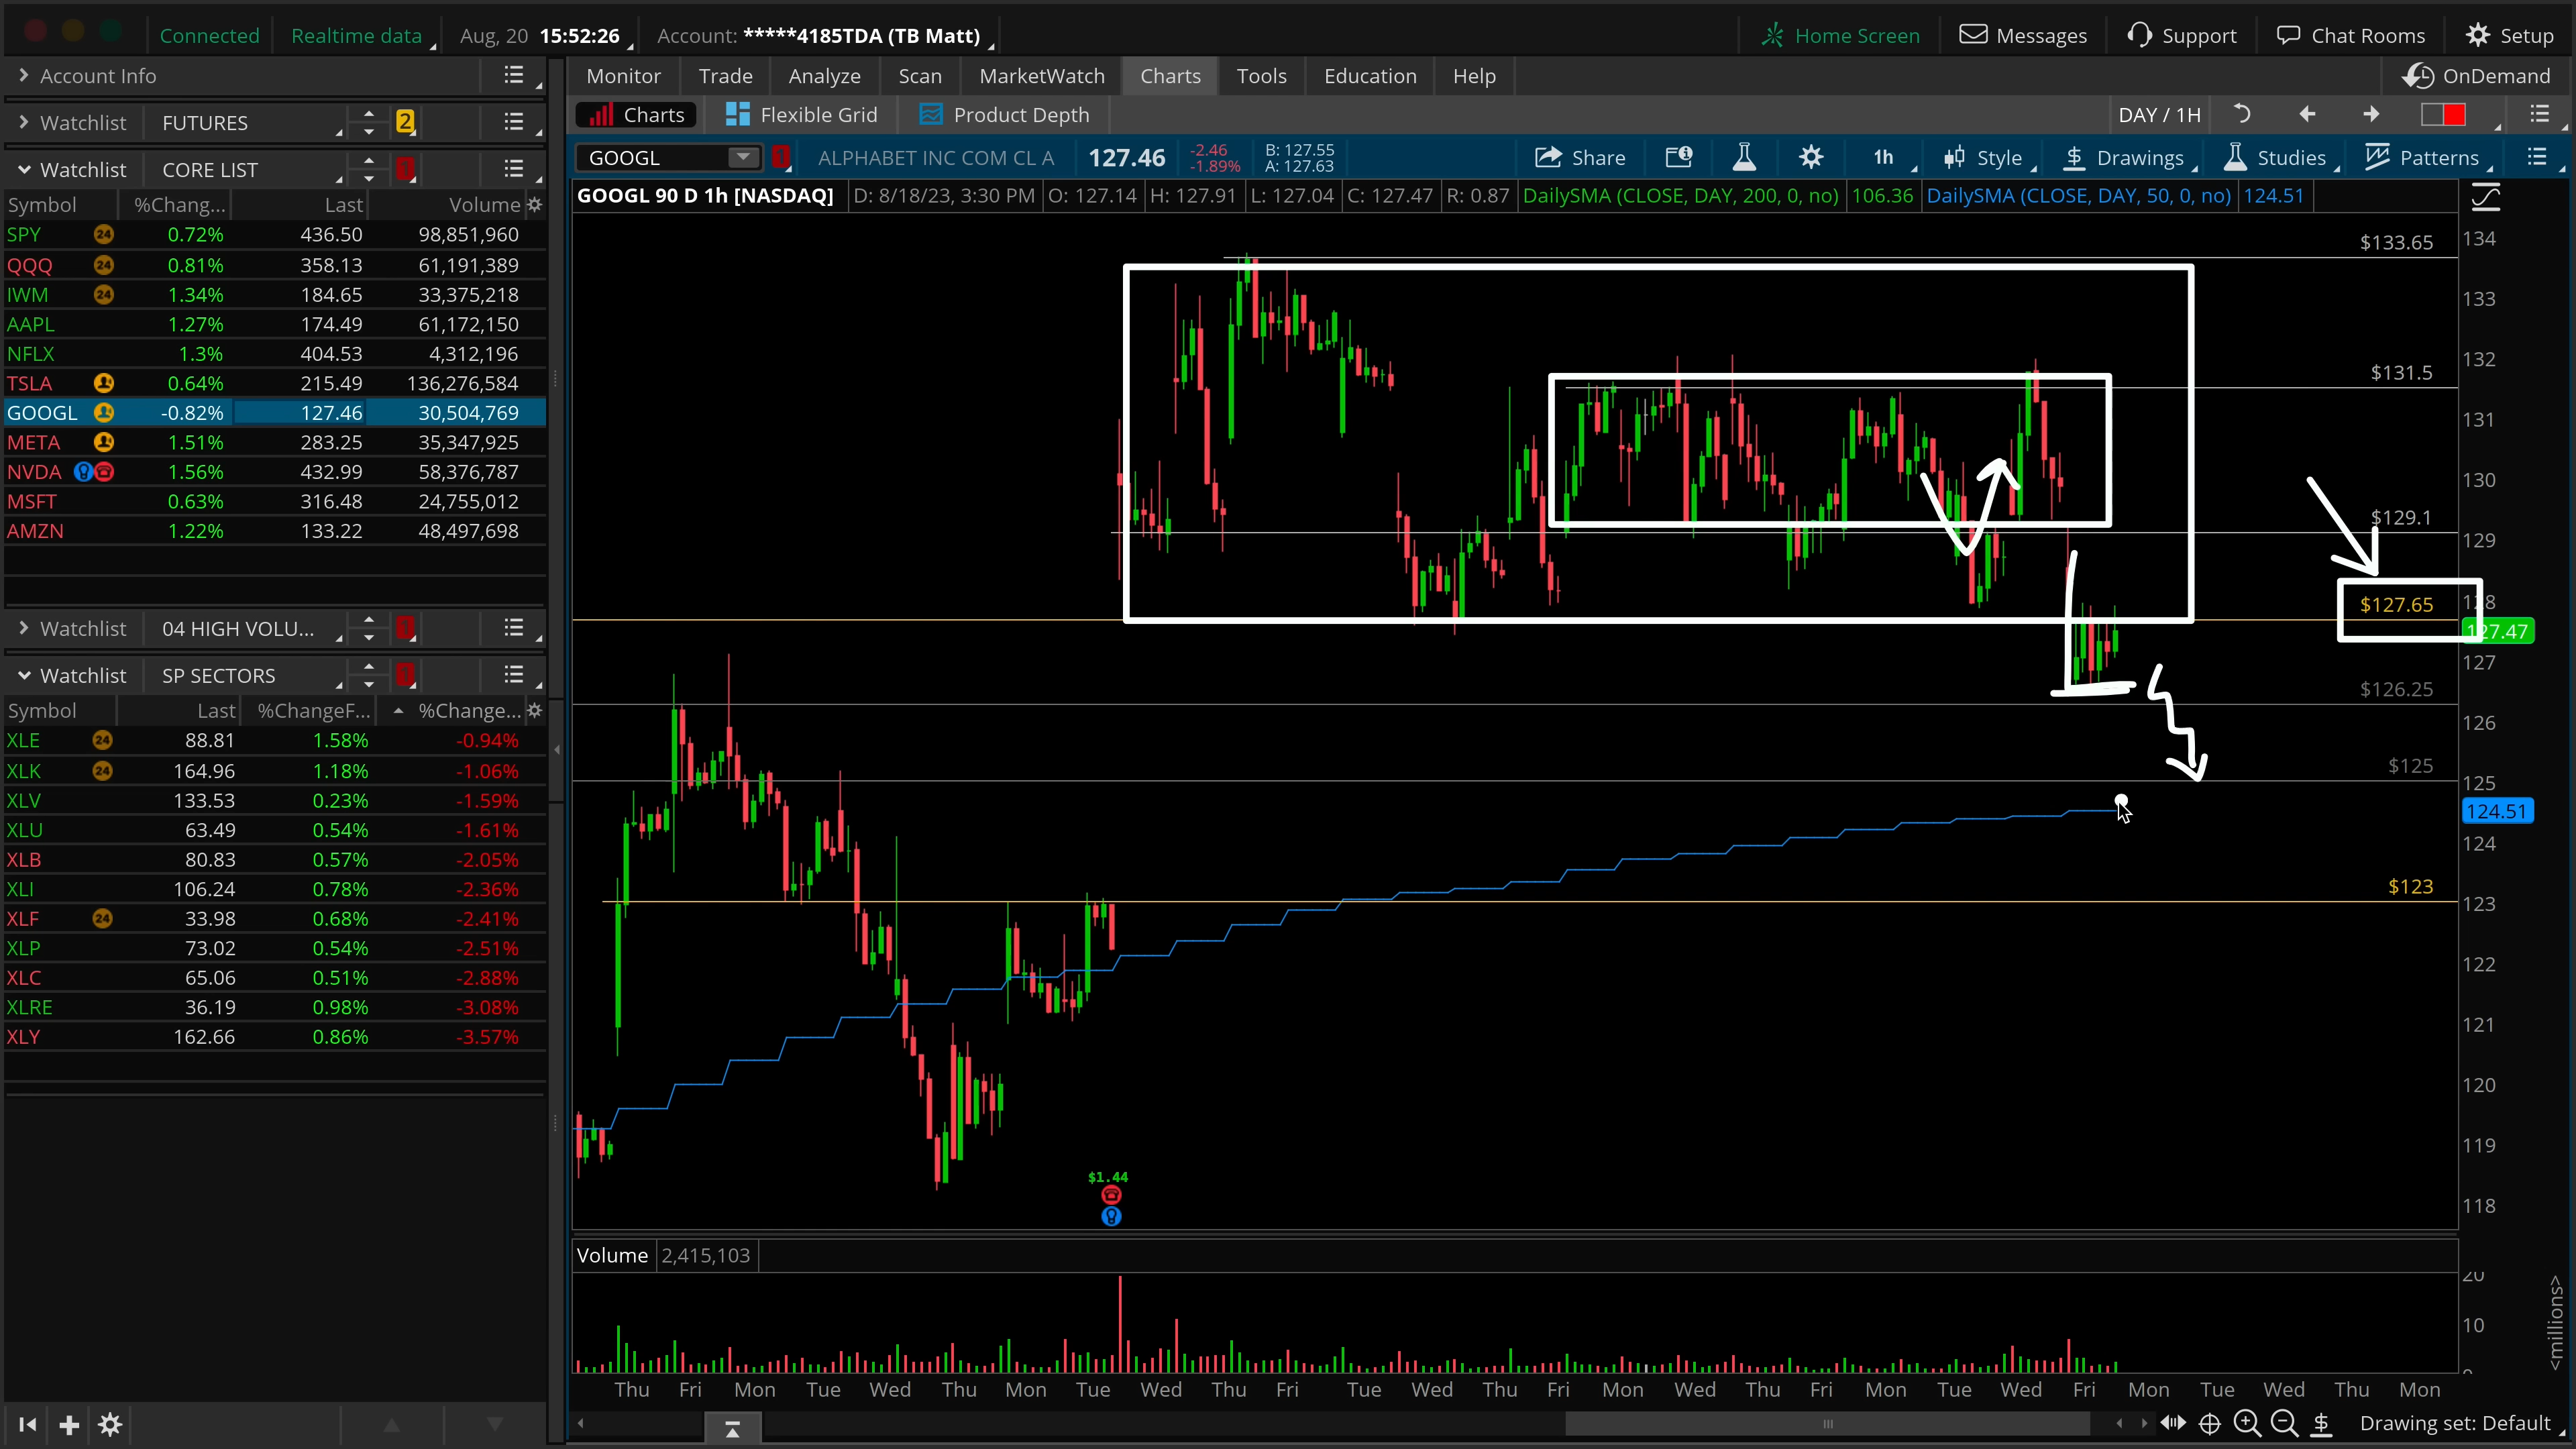 Connected Realtime data Aug, 20 15:52:26 Account: *****4185TDA (TB Matt) Home Screen Messages Support Chat Rooms Setup
Account Info
Monitor Trade Analyze Scan MarketWatch Charts Tools Education Help OnDemand
Watchlist FUTURES 2
Charts Flexible Grid Product Depth DAY / 1H
Watchlist CORE LIST 1
GOOGL 1 ALPHABET INC COM CL A 127.46 -2.46 -1.89% B: 127.55 A: 127.63 Share 1h Style Drawings Studies Patterns
GOOGL 90 D 1h [NASDAQ] D: 8/18/23, 3:30 PM O: 127.14 H: 127.91 L: 127.04 C: 127.47 R: 0.87 DailySMA (CLOSE, DAY, 200, 0, no) 106.36 DailySMA (CLOSE, DAY, 50, 0, no) 124.51
Symbol %Chang... Last Volume
SPY 24 0.72% 436.50 98,851,960
QQQ 24 0.81% 358.13 61,191,389
IWM 24 1.34% 184.65 33,375,218
AAPL 1.27% 174.49 61,172,150
NFLX 1.3% 404.53 4,312,196
TSLA 0.64% 215.49 136,276,584
GOOGL -0.82% 127.46 30,504,769
META 1.51% 283.25 35,347,925
NVDA 1.56% 432.99 58,376,787
MSFT 0.63% 316.48 24,755,012
AMZN 1.22% 133.22 48,497,698
Watchlist 04 HIGH VOLU... 1
Watchlist SP SECTORS 1
Symbol Last %ChangeF... %Change...
XLE 24 88.81 1.58% -0.94%
XLK 24 164.96 1.18% -1.06%
XLV 133.53 0.23% -1.59%
XLU 63.49 0.54% -1.61%
XLB 80.83 0.57% -2.05%
XLI 106.24 0.78% -2.36%
XLF 24 33.98 0.68% -2.41%
XLP 73.02 0.54% -2.51%
XLC 65.06 0.51% -2.88%
XLRE 36.19 0.98% -3.08%
XLY 162.66 0.86% -3.57%
$133.65
134
133
132
$131.5
131
130
$129.1
129
$127.65
128
127.47
127
$126.25
126
$125
125
124.51
124
$123
123
122
121
120
119
118
$1.44
Volume 2,415,103
20
10
<millions>
Thu Fri Mon Tue Wed Thu Mon Tue Wed Thu Fri Tue Wed Thu Fri Mon Wed Thu Fri Mon Tue Wed Fri Mon Tue Wed Thu Mon
Drawing set: Default